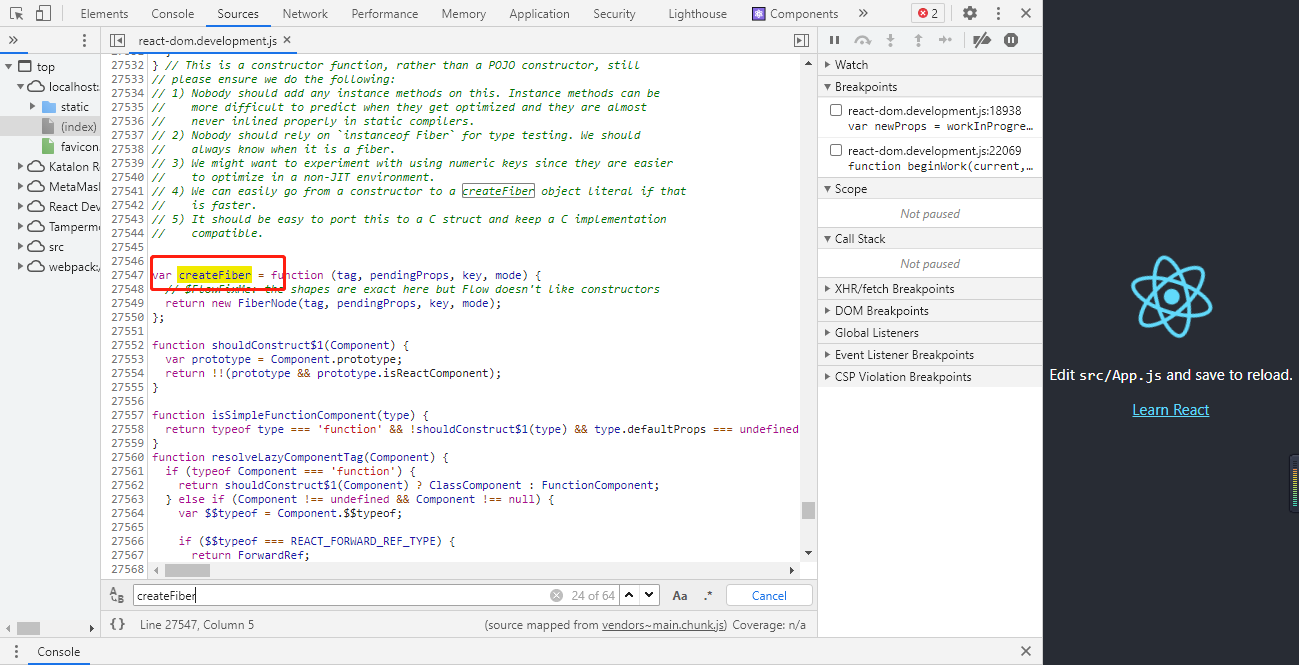 Elements Console Sources Network Performance Memory Application Security Lighthouse Components » 2
» react-dom.development.js ×
top
localhost:
static
(index)
favicon.
Katalon R
MetaMask
React Dev
Tamperm
src
webpack:/
27532 } // This is a constructor function, rather than a POJO constructor, still
27533 // please ensure we do the following:
27534 // 1) Nobody should add any instance methods on this. Instance methods can be
27535 //    more difficult to predict when they get optimized and they are almost
27536 //    never inlined properly in static compilers.
27537 // 2) Nobody should rely on `instanceof Fiber` for type testing. We should
27538 //    always know when it is a fiber.
27539 // 3) We might want to experiment with using numeric keys since they are easier
27540 //    to optimize in a non-JIT environment.
27541 // 4) We can easily go from a constructor to a createFiber object literal if that
27542 //    is faster.
27543 // 5) It should be easy to port this to a C struct and keep a C implementation
27544 //    compatible.
27545
27546
27547 var createFiber = function (tag, pendingProps, key, mode) {
27548   // $FlowFixMe: the shapes are exact here but Flow doesn't like constructors
27549   return new FiberNode(tag, pendingProps, key, mode);
27550 };
27551
27552 function shouldConstruct$1(Component) {
27553   var prototype = Component.prototype;
27554   return !!(prototype && prototype.isReactComponent);
27555 }
27556
27557 function isSimpleFunctionComponent(type) {
27558   return typeof type === 'function' && !shouldConstruct$1(type) && type.defaultProps === undefined
27559 }
27560 function resolveLazyComponentTag(Component) {
27561   if (typeof Component === 'function') {
27562     return shouldConstruct$1(Component) ? ClassComponent : FunctionComponent;
27563   } else if (Component !== undefined && Component !== null) {
27564     var $$typeof = Component.$$typeof;
27565
27566     if ($$typeof === REACT_FORWARD_REF_TYPE) {
27567       return ForwardRef;
27568
createFiber 24 of 64 Aa .* Cancel
{} Line 27547, Column 5 (source mapped from vendors~main.chunk.js) Coverage: n/a
Console
Watch
Breakpoints
react-dom.development.js:18938
var newProps = workInProgre…
react-dom.development.js:22069
function beginWork(current,…
Scope
Not paused
Call Stack
Not paused
XHR/fetch Breakpoints
DOM Breakpoints
Global Listeners
Event Listener Breakpoints
CSP Violation Breakpoints
Edit src/App.js and save to reload.
Learn React